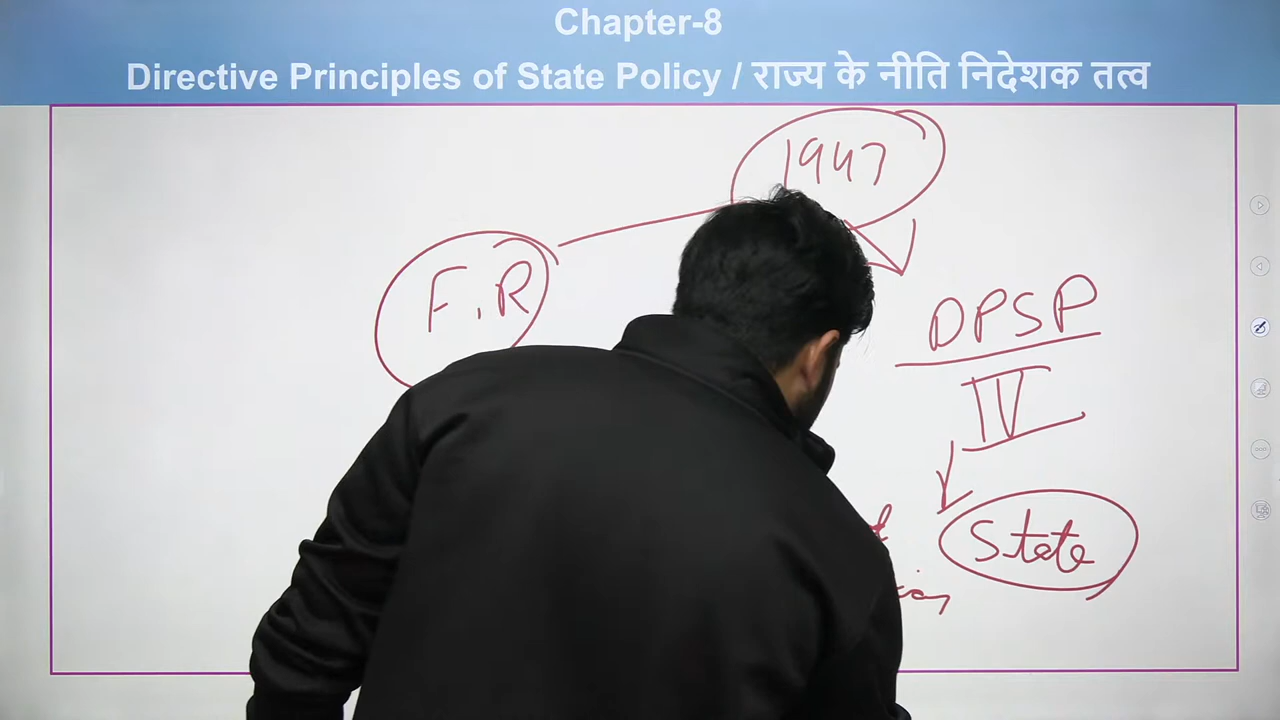 Chapter-8
Directive Principles of State Policy / राज्य के नीति निदेशक तत्व
1947
F.R
DPSP
IV
State